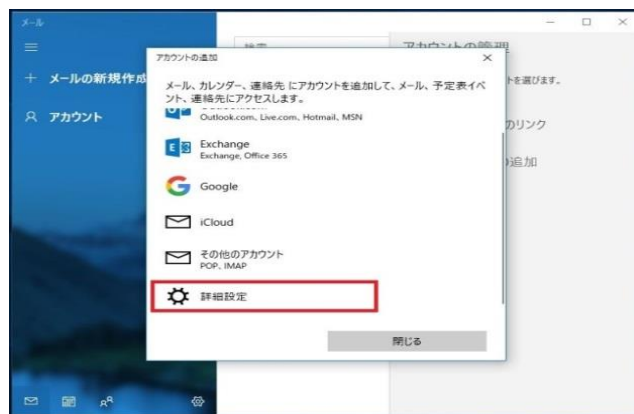 メール
アカウントの管理
メールの新規作成
アカウント
アカウントの追加
メール、カレンダー、連絡先 にアカウントを追加して、メール、予定表イベ
ント、連絡先にアクセスします。
Outlook.com, Live.com, Hotmail, MSN
Exchange
Exchange, Office 365
Google
iCloud
その他のアカウント
POP, IMAP
詳細設定
閉じる
トを選びます。
のリンク
の追加